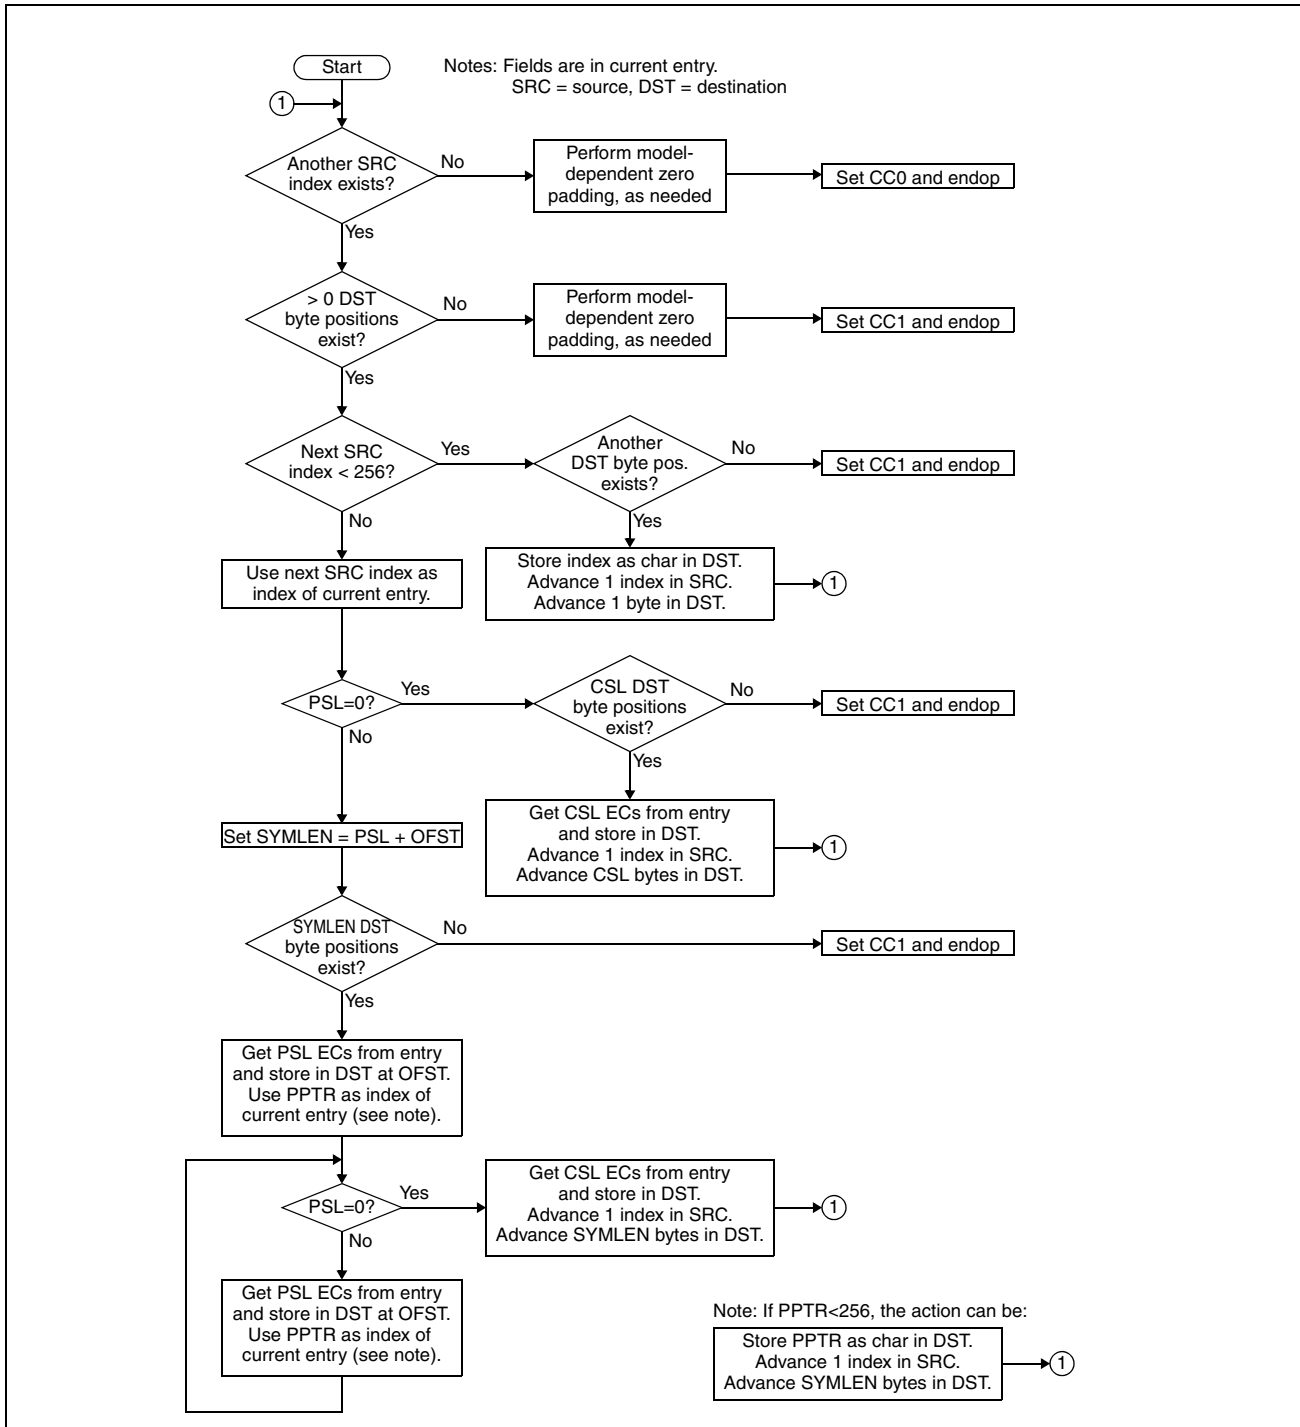 Start
Notes: Fields are in current entry.
SRC = source, DST = destination
1
Another SRC
index exists?
No
Perform model-
dependent zero
padding, as needed
Set CC0 and endop
Yes
> 0 DST
byte positions
exist?
No
Perform model-
dependent zero
padding, as needed
Set CC1 and endop
Yes
Next SRC
index < 256?
Yes
Another
DST byte pos.
exists?
No
Set CC1 and endop
No
Yes
Use next SRC index as
index of current entry.
Store index as char in DST.
Advance 1 index in SRC.
Advance 1 byte in DST.
1
PSL=0?
Yes
CSL DST
byte positions
exist?
No
Set CC1 and endop
No
Yes
Set SYMLEN = PSL + OFST
Get CSL ECs from entry
and store in DST.
Advance 1 index in SRC.
Advance CSL bytes in DST.
1
SYMLEN DST
byte positions
exist?
No
Set CC1 and endop
Yes
Get PSL ECs from entry
and store in DST at OFST.
Use PPTR as index of
current entry (see note).
PSL=0?
Yes
Get CSL ECs from entry
and store in DST.
Advance 1 index in SRC.
Advance SYMLEN bytes in DST.
1
No
Get PSL ECs from entry
and store in DST at OFST.
Use PPTR as index of
current entry (see note).
Note: If PPTR<256, the action can be:
Store PPTR as char in DST.
Advance 1 index in SRC.
Advance SYMLEN bytes in DST.
1